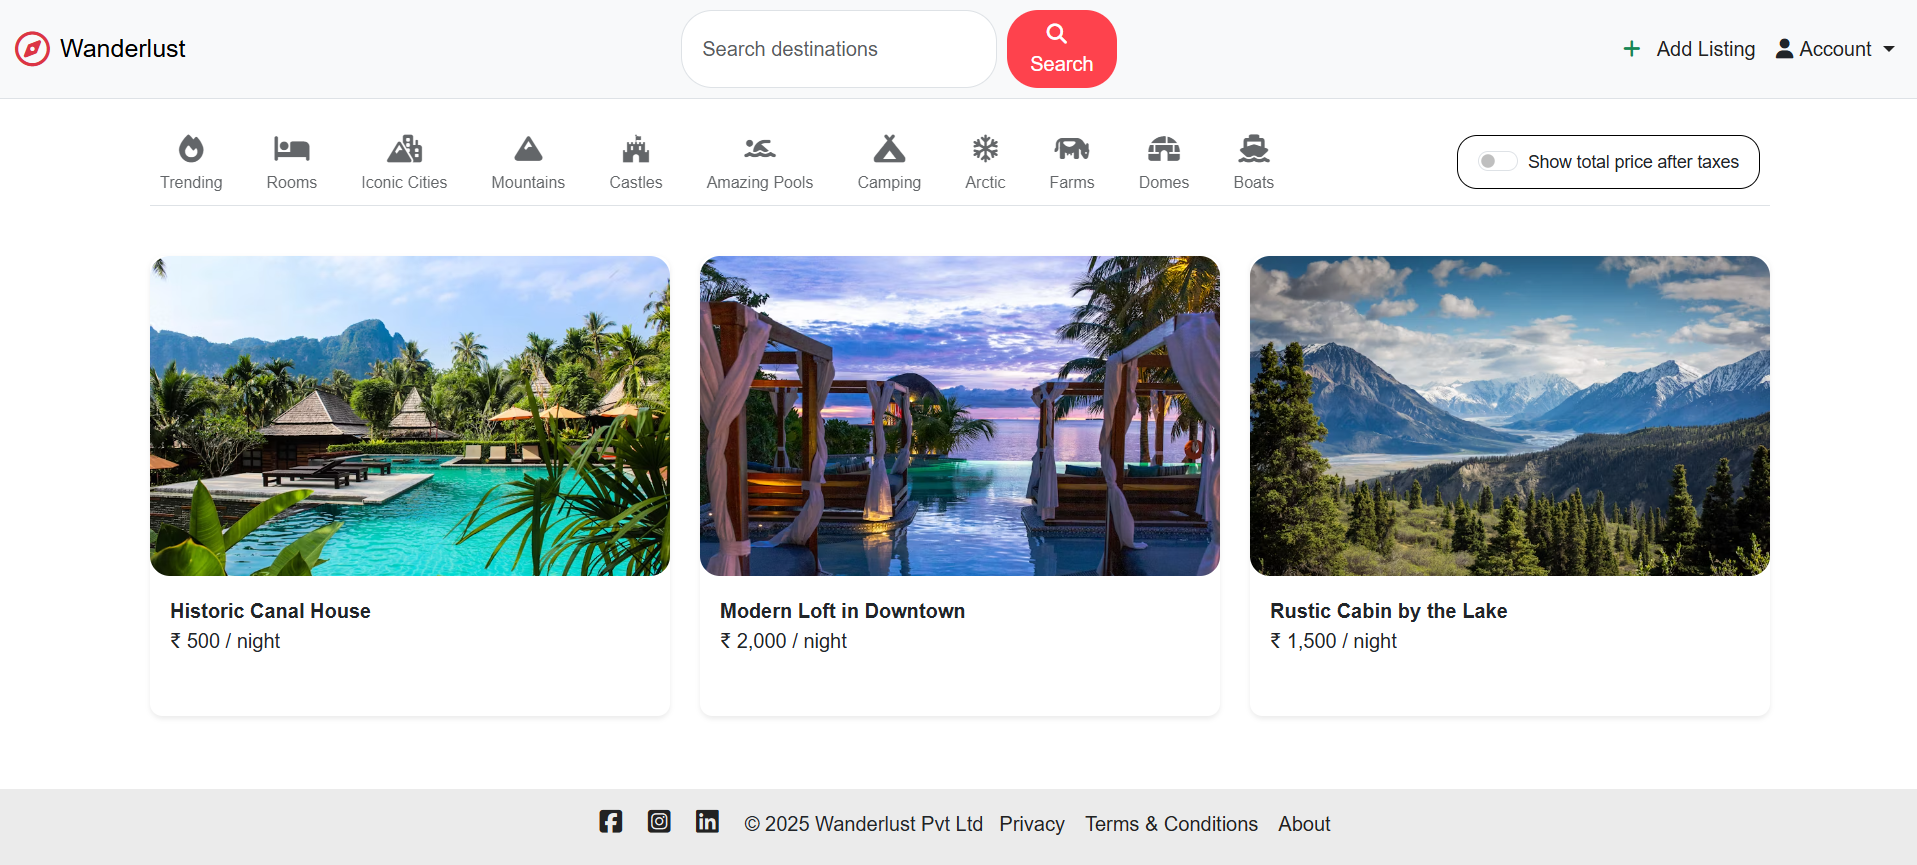 Wanderlust
Search destinations
Search
Add Listing
Account
Trending
Rooms
Iconic Cities
Mountains
Castles
Amazing Pools
Camping
Arctic
Farms
Domes
Boats
Show total price after taxes
Historic Canal House
₹ 500 / night
Modern Loft in Downtown
₹ 2,000 / night
Rustic Cabin by the Lake
₹ 1,500 / night
© 2025 Wanderlust Pvt Ltd Privacy Terms & Conditions About